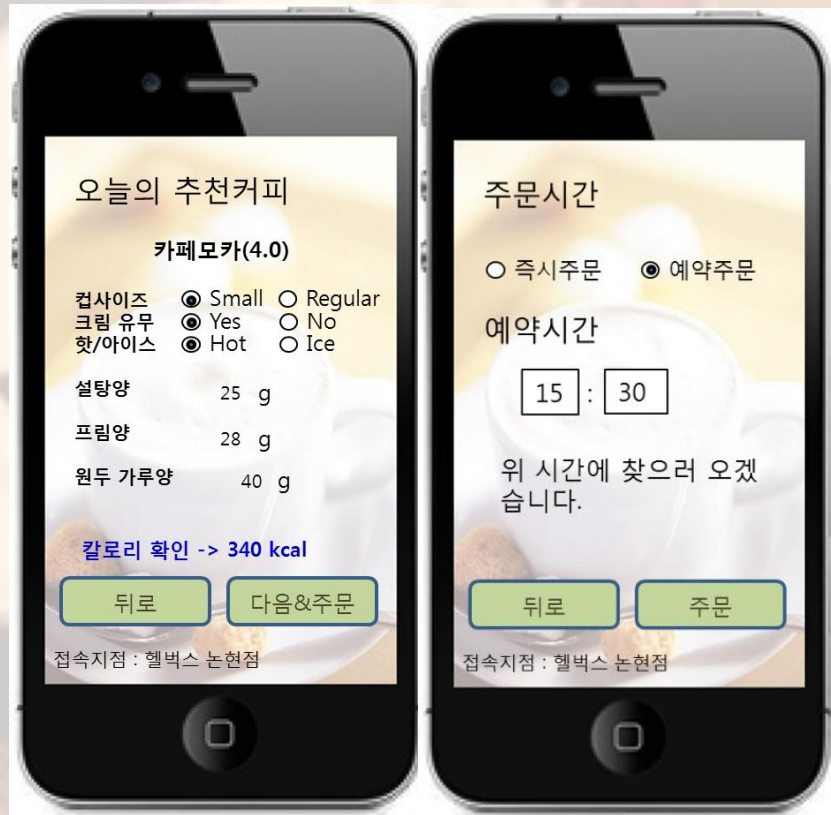 오늘의 추천커피
카페모카(4.0)
컵사이즈 Small Regular
크림 유무 Yes No
핫/아이스 Hot Ice
설탕양 25 g
프림양 28 g
원두 가루양 40 g
칼로리 확인 -> 340 kcal
뒤로 다음&주문
접속지점 : 헬벅스 논현점
주문시간
즉시주문 예약주문
예약시간
15 : 30
위 시간에 찾으러 오겠
습니다.
뒤로 주문
접속지점 : 헬벅스 논현점